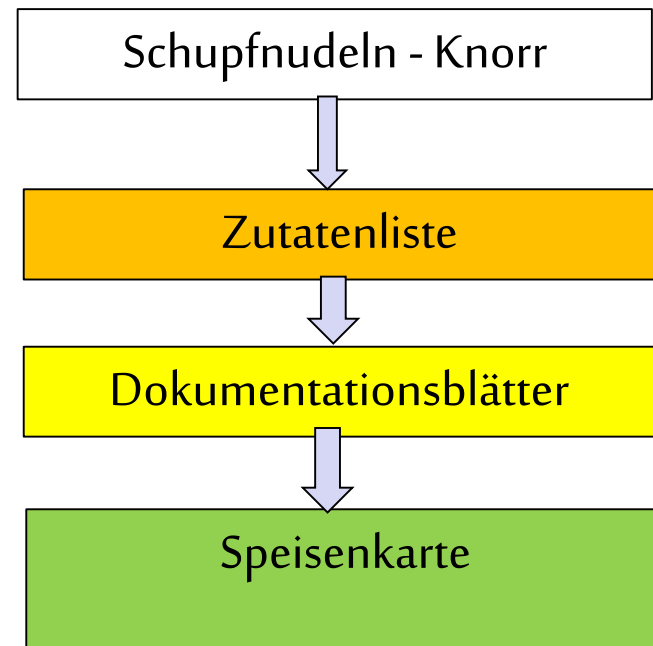 Schupfnudeln - Knorr
Zutatenliste
Dokumentationsblätter
Speisenkarte